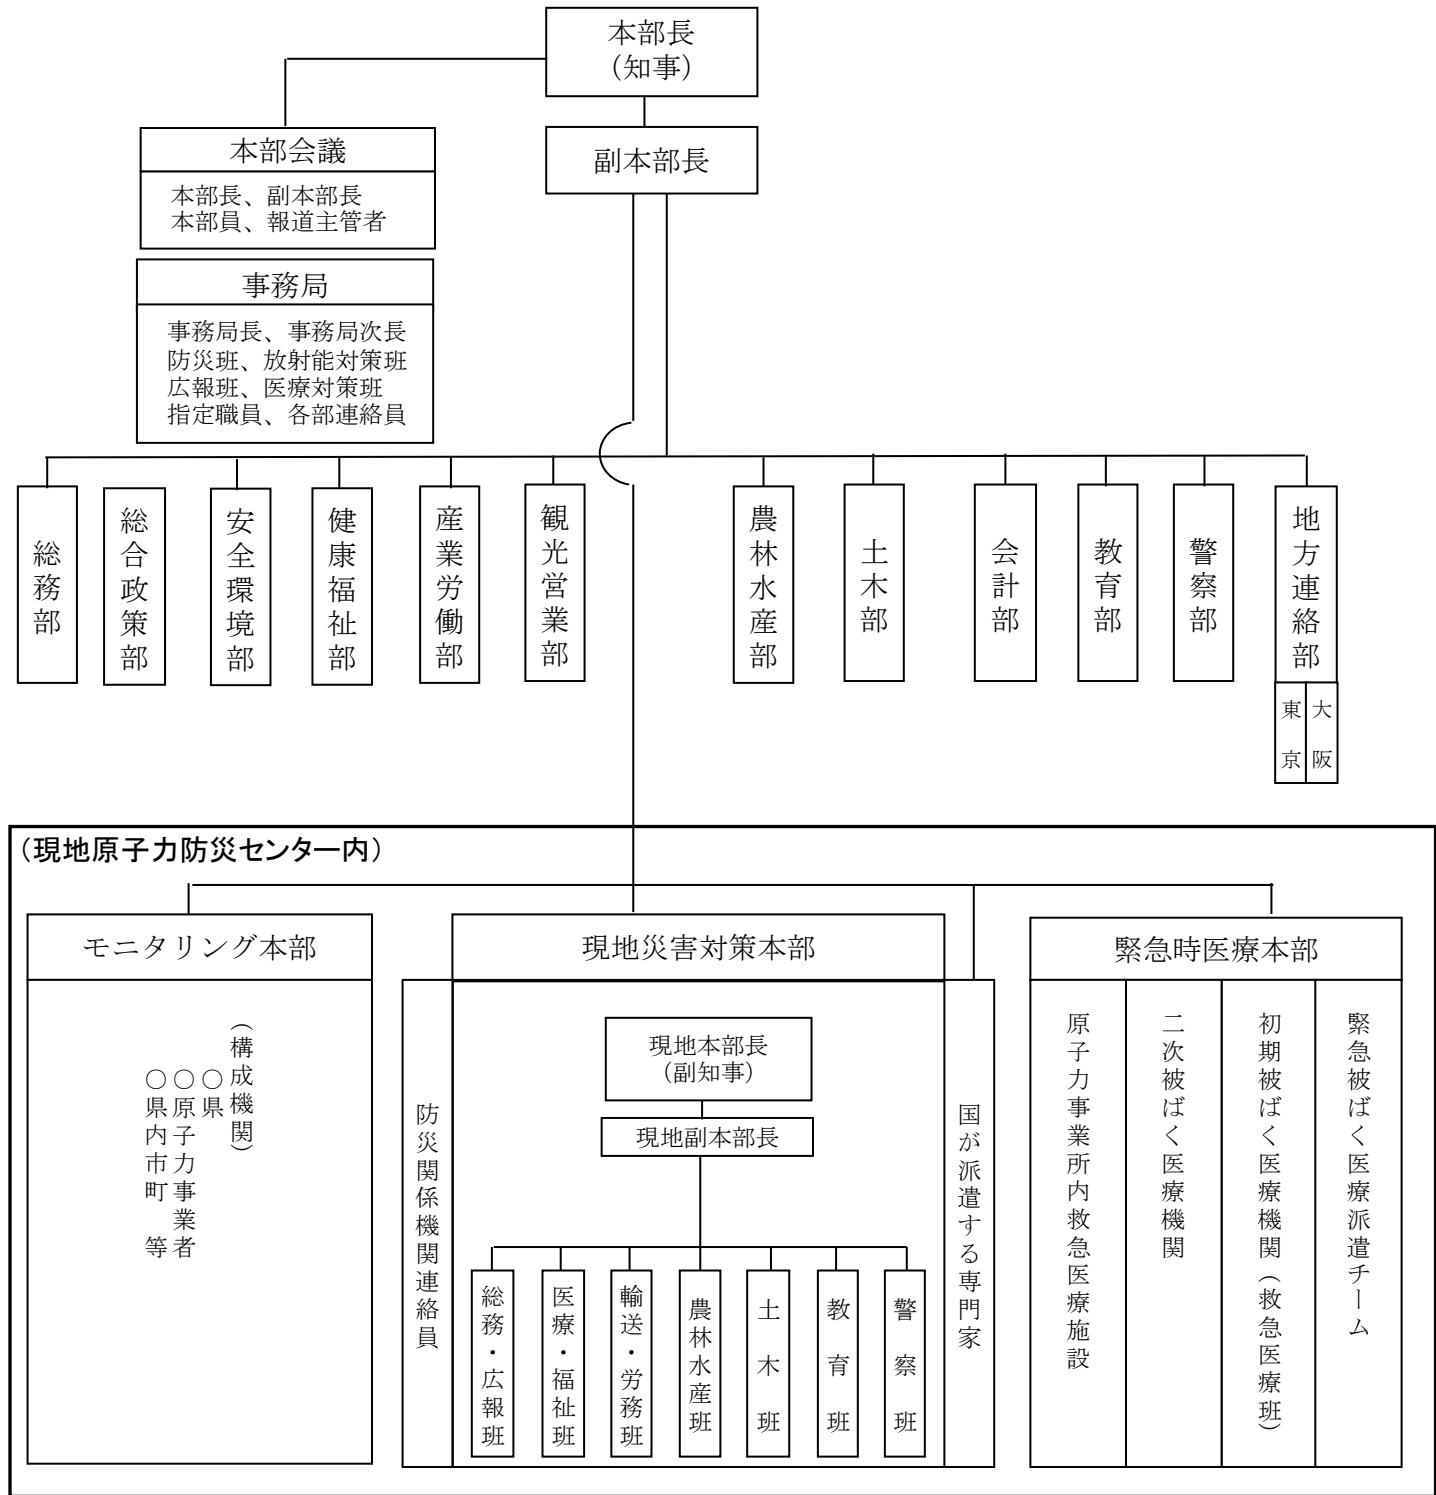 本部長
（知事）
本部会議
本部長、副本部長
本部員、報道主管者
副本部長
事務局
事務局長、事務局次長
防災班、放射能対策班
広報班、医療対策班
指定職員、各部連絡員
総務部
総合政策部
安全環境部
健康福祉部
産業労働部
観光営業部
農林水産部
土木部
会計部
教育部
警察部
地方連絡部
東京
大阪
（現地原子力防災センター内）
モニタリング本部
（構成機関）
○県
○原子力事業者
○県内市町 等
現地災害対策本部
防災関係機関連絡員
現地本部長
（副知事）
現地副本部長
総務・広報班
医療・福祉班
輸送・労務班
農林水産班
土木班
教育班
警察班
国が派遣する専門家
緊急時医療本部
原子力事業所内救急医療施設
二次被ばく医療機関
初期被ばく医療機関（救急医療班）
緊急被ばく医療派遣チーム